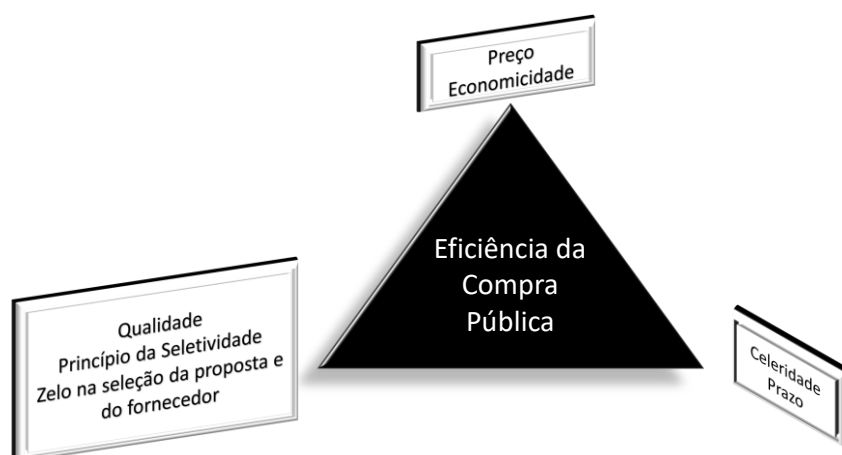 Preço
Economicidade
Eficiência da
Compra
Pública
Qualidade
Princípio da Seletividade
Zelo na seleção da proposta e
do fornecedor
Celeridade
Prazo